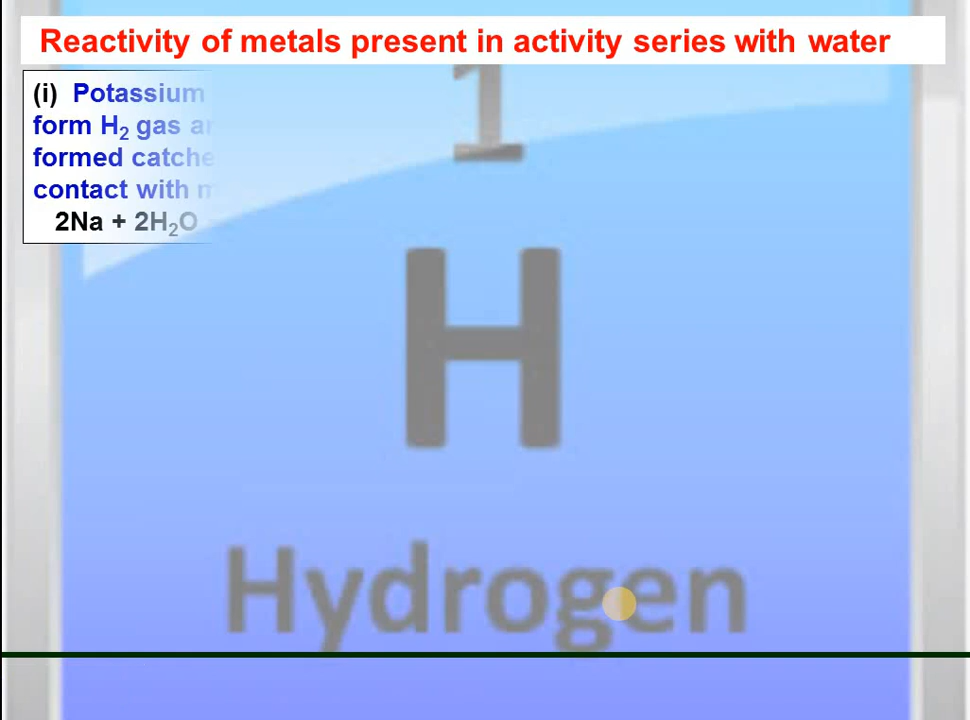 Reactivity of metals present in activity series with water
(i) Potassium
form H₂ gas
formed
contact with
2Na + 2H₂O
1
H
Hydrogen